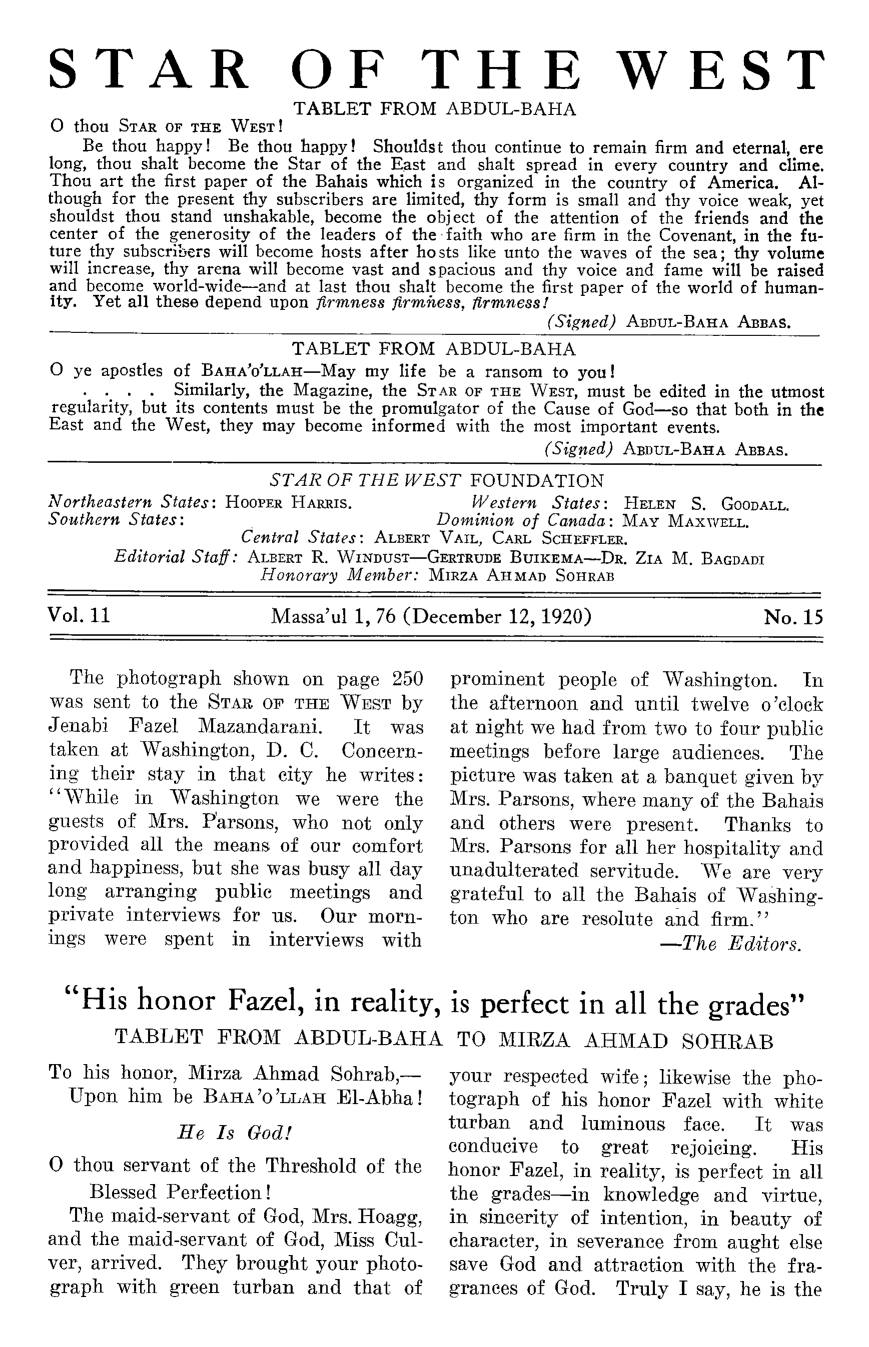 STAR OF THE WEST
TABLET FROM ABDUL-BAHA
O thou STAR OF THE WEST!
Be thou happy! Be thou happy! Shouldst thou continue to remain firm and eternal, ere
long, thou shalt become the Star of the East and shalt spread in every country and clime.
Thou art the first paper of the Bahais which is organized in the country of America. Al-
though for the present thy subscribers are limited, thy form is small and thy voice weak, yet
shouldst thou stand unshakable, become the object of the attention of the friends and the
center of the generosity of the leaders of the faith who are firm in the Covenant, in the fu-
ture thy subscribers will become hosts after hosts like unto the waves of the sea; thy volume
will increase, thy arena will become vast and spacious and thy voice and fame will be raised
and become world-wide—and at last thou shalt become the first paper of the world of human-
ity. Yet all these depend upon firmness firmness, firmness!
(Signed) ABDUL-BAHA ABBAS.
TABLET FROM ABDUL-BAHA
O ye apostles of BAHA'O'LLAH—May my life be a ransom to you!
. . . . Similarly, the Magazine, the STAR OF THE WEST, must be edited in the utmost
regularity, but its contents must be the promulgator of the Cause of God—so that both in the
East and the West, they may become informed with the most important events.
(Signed) ABDUL-BAHA ABBAS.
STAR OF THE WEST FOUNDATION
Northeastern States: HOOPER HARRIS. Western States: HELEN S. GOODALL.
Southern States: Dominion of Canada: MAY MAXWELL.
Central States: ALBERT VAIL, CARL SCHEFFLER.
Editorial Staff: ALBERT R. WINDUST—GERTRUDE BUIKEMA—DR. ZIA M. BAGDADI
Honorary Member: MIRZA AHMAD SOHRAB
Vol. 11 Massa'ul 1, 76 (December 12, 1920) No. 15
The photograph shown on page 250
was sent to the STAR OF THE WEST by
Jenabi Fazel Mazandarani. It was
taken at Washington, D. C. Concern-
ing their stay in that city he writes:
"While in Washington we were the
guests of Mrs. Parsons, who not only
provided all the means of our comfort
and happiness, but she was busy all day
long arranging public meetings and
private interviews for us. Our morn-
ings were spent in interviews with
prominent people of Washington. In
the afternoon and until twelve o'clock
at night we had from two to four public
meetings before large audiences. The
picture was taken at a banquet given by
Mrs. Parsons, where many of the Bahais
and others were present. Thanks to
Mrs. Parsons for all her hospitality and
unadulterated servitude. We are very
grateful to all the Bahais of Washing-
ton who are resolute and firm."
—The Editors.
"His honor Fazel, in reality, is perfect in all the grades"
TABLET FROM ABDUL-BAHA TO MIRZA AHMAD SOHRAB
To his honor, Mirza Ahmad Sohrab,—
Upon him be BAHA'O'LLAH El-Abha!
He Is God!
O thou servant of the Threshold of the
Blessed Perfection!
The maid-servant of God, Mrs. Hoagg,
and the maid-servant of God, Miss Cul-
ver, arrived. They brought your photo-
graph with green turban and that of
your respected wife; likewise the pho-
tograph of his honor Fazel with white
turban and luminous face. It was
conducive to great rejoicing. His
honor Fazel, in reality, is perfect in all
the grades—in knowledge and virtue,
in sincerity of intention, in beauty of
character, in severance from aught else
save God and attraction with the fra-
grances of God. Truly I say, he is the